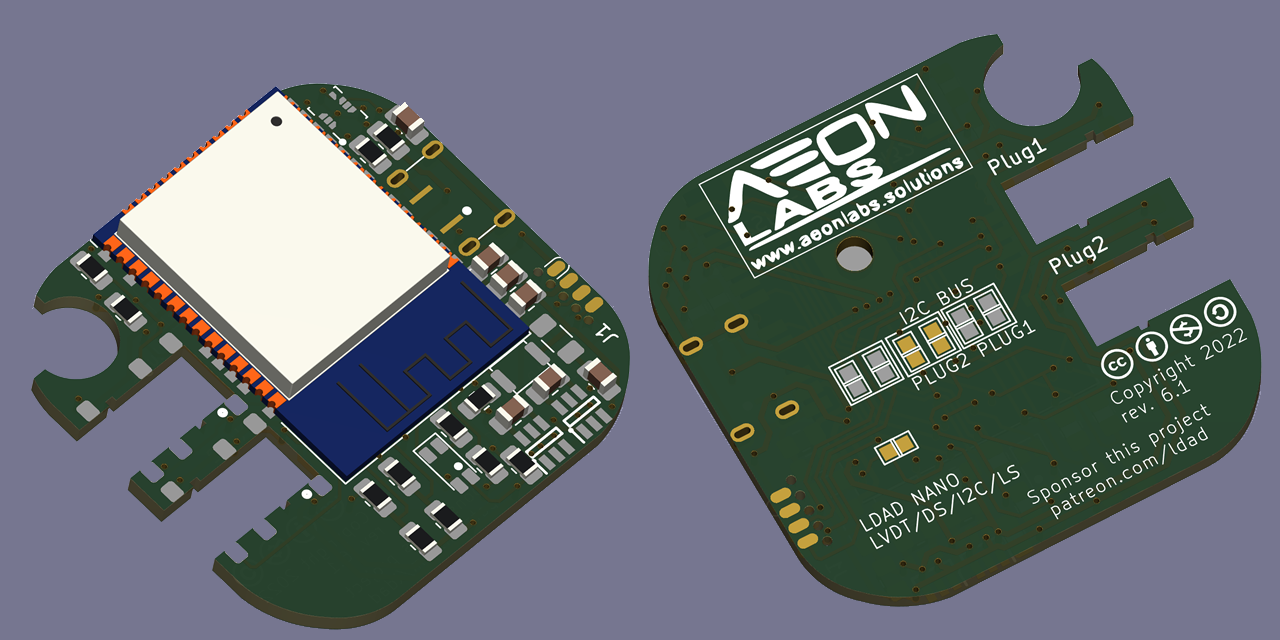 J1
AEON
LABS
www.aeonlabs.solutions
Plug1
Plug2
I2C BUS
PLUG2 PLUG1
cc
Copyright 2022
rev. 6.1
Sponsor this project
patreon.com/ldad
LDAD NANO
LVDT/DS/I2C/LS